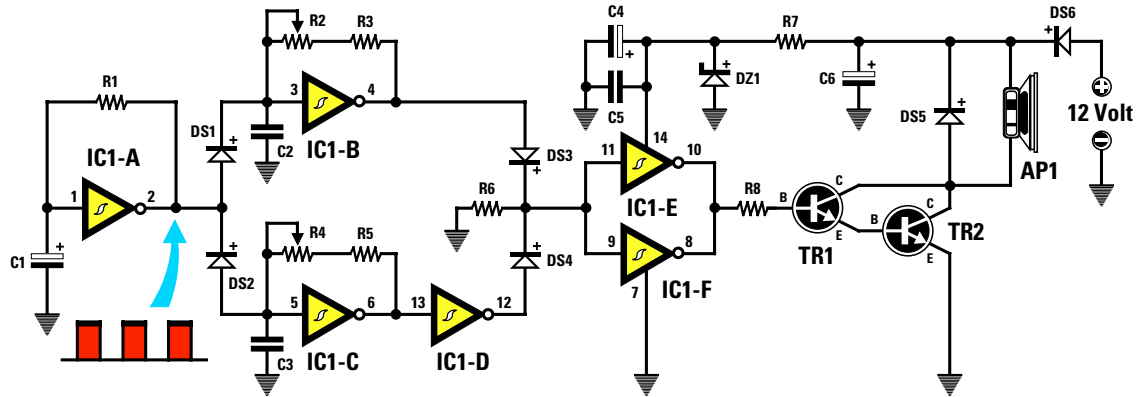 R1
IC1-A
1
2
C1
+
R2
R3
DS1
+
3
4
C2
IC1-B
DS2
+
R4
R5
5
6
C3
IC1-C
13
12
IC1-D
DS3
+
R6
DS4
+
C4
+
C5
DZ1
+
R7
C6
+
DS5
+
DS6
+
12 Volt
AP1
11
14
10
IC1-E
9
8
7
IC1-F
R8
B
C
E
TR1
B
C
E
TR2